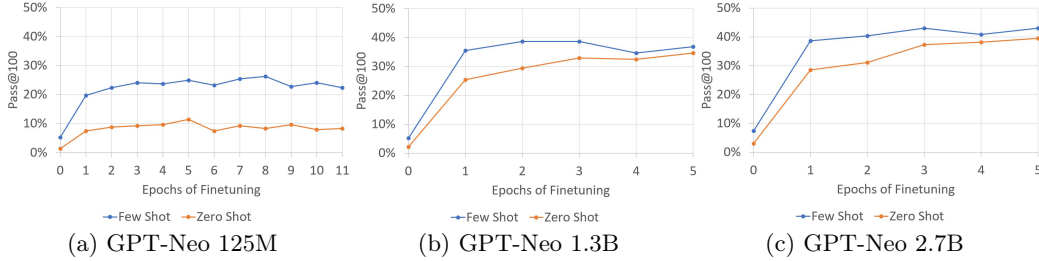 50%
40%
30%
20%
10%
0%
Pass@100
0 1 2 3 4 5 6 7 8 9 10 11
Epochs of Finetuning
Few Shot Zero Shot
(a) GPT-Neo 125M
50%
40%
30%
20%
10%
0%
Pass@100
0 1 2 3 4 5
Epochs of Finetuning
Few Shot Zero Shot
(b) GPT-Neo 1.3B
50%
40%
30%
20%
10%
0%
Pass@100
0 1 2 3 4 5
Epochs of Finetuning
Few Shot Zero Shot
(c) GPT-Neo 2.7B